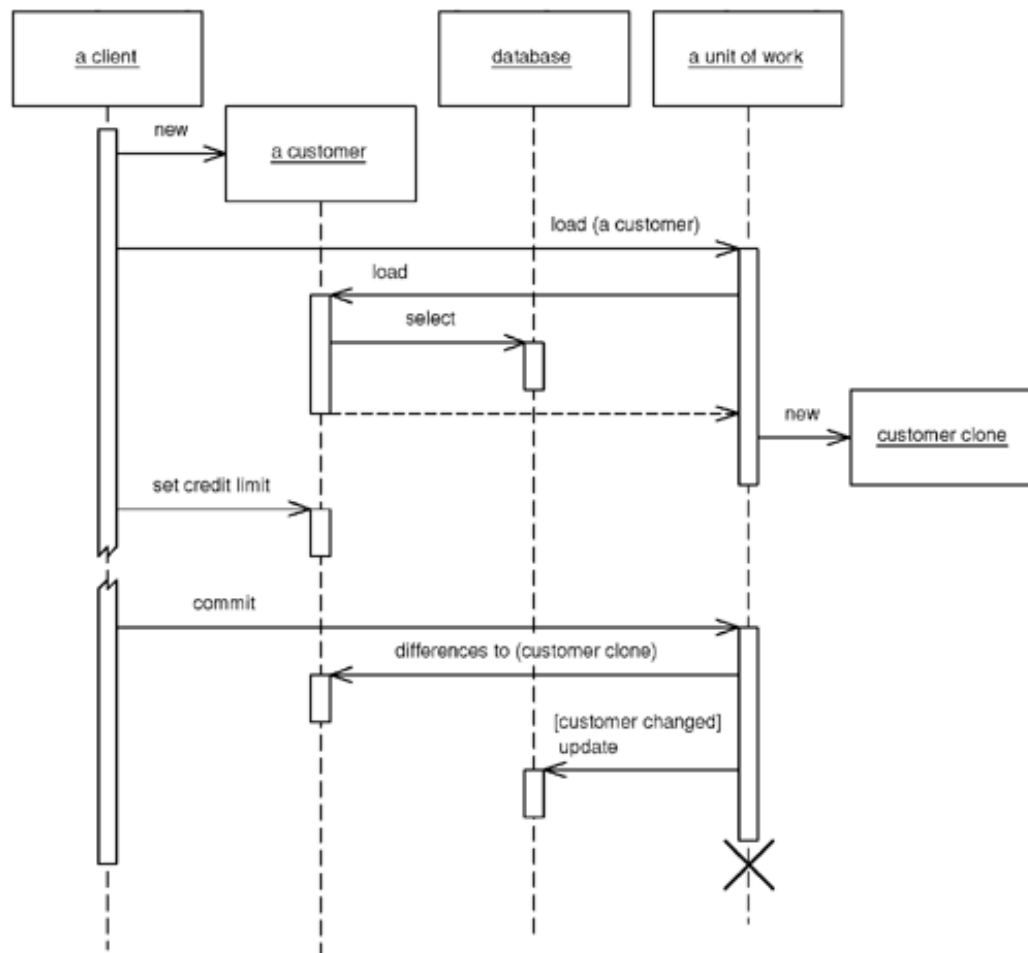 a client
database
a unit of work
new
a customer
load (a customer)
load
select
new
customer clone
set credit limit
commit
differences to (customer clone)
[customer changed]
update